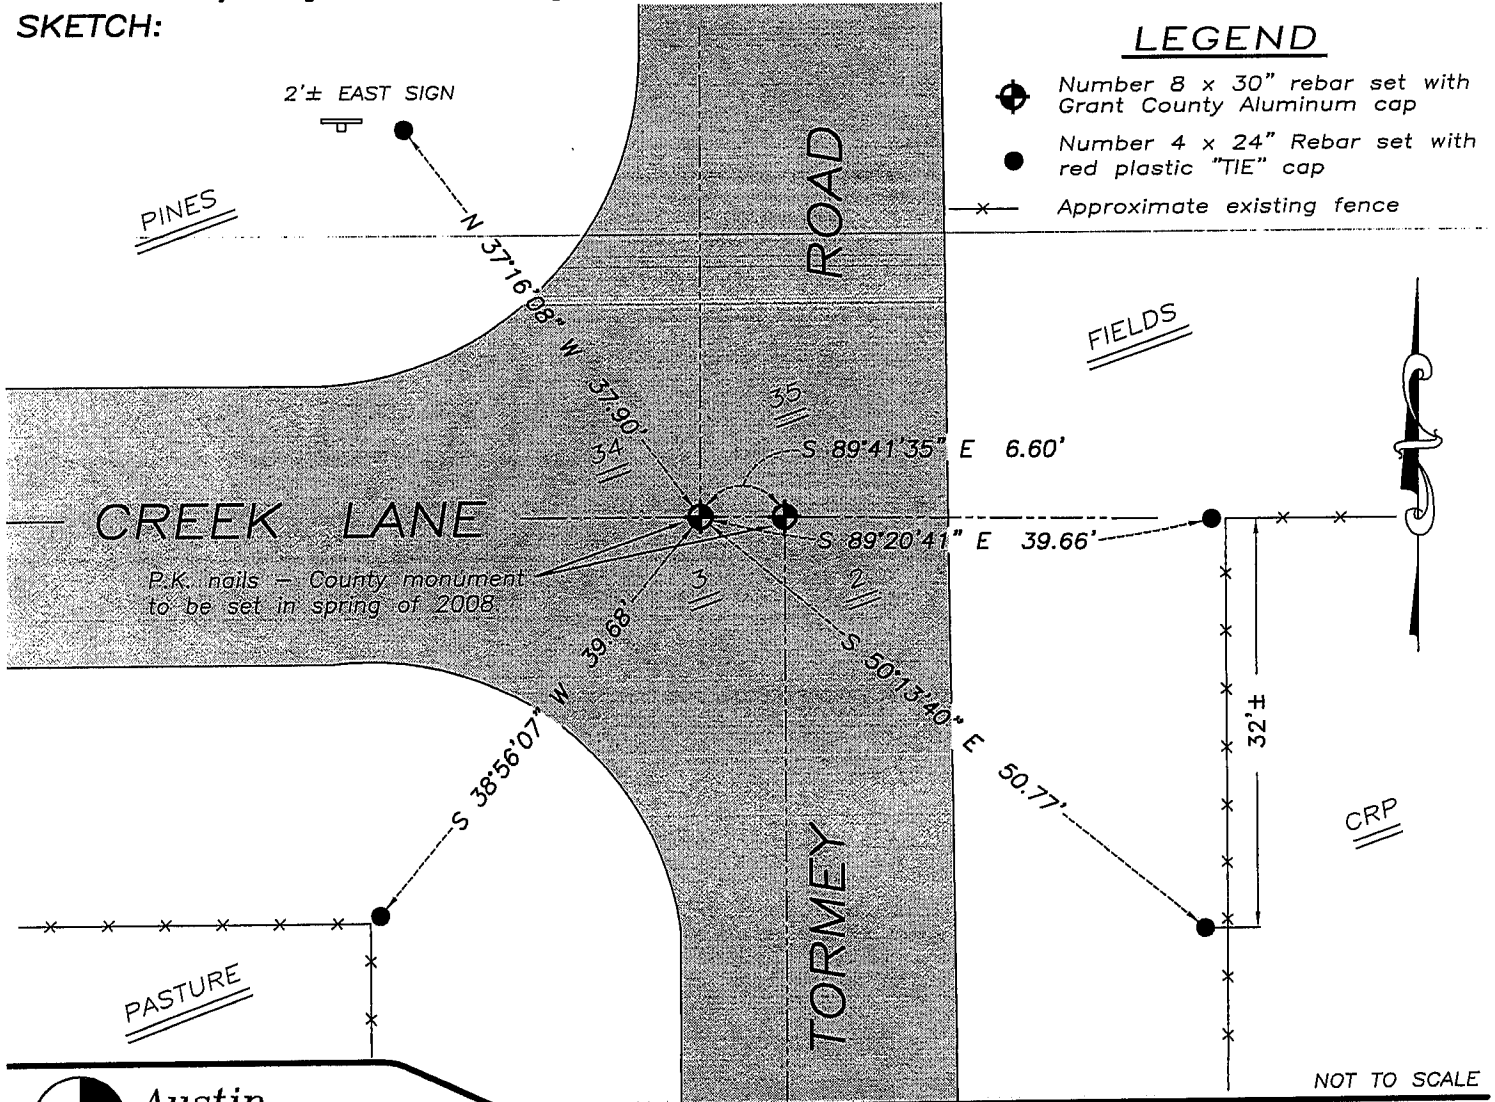 SKETCH:
LEGEND
Number 8 x 30" rebar set with
Grant County Aluminum cap
Number 4 x 24" Rebar set with
red plastic "TIE" cap
Approximate existing fence
2'± EAST SIGN
PINES
N 37°16'08" W 37.90'
ROAD
FIELDS
35
34
S 89°41'35" E 6.60'
CREEK LANE
S 89°20'41" E 39.66'
P.K. nails – County monument
to be set in spring of 2008
3
2
S 38°56'07" W 39.68'
S 50°13'40" E 50.77'
32'±
CRP
TORMEY
PASTURE
NOT TO SCALE
Austin